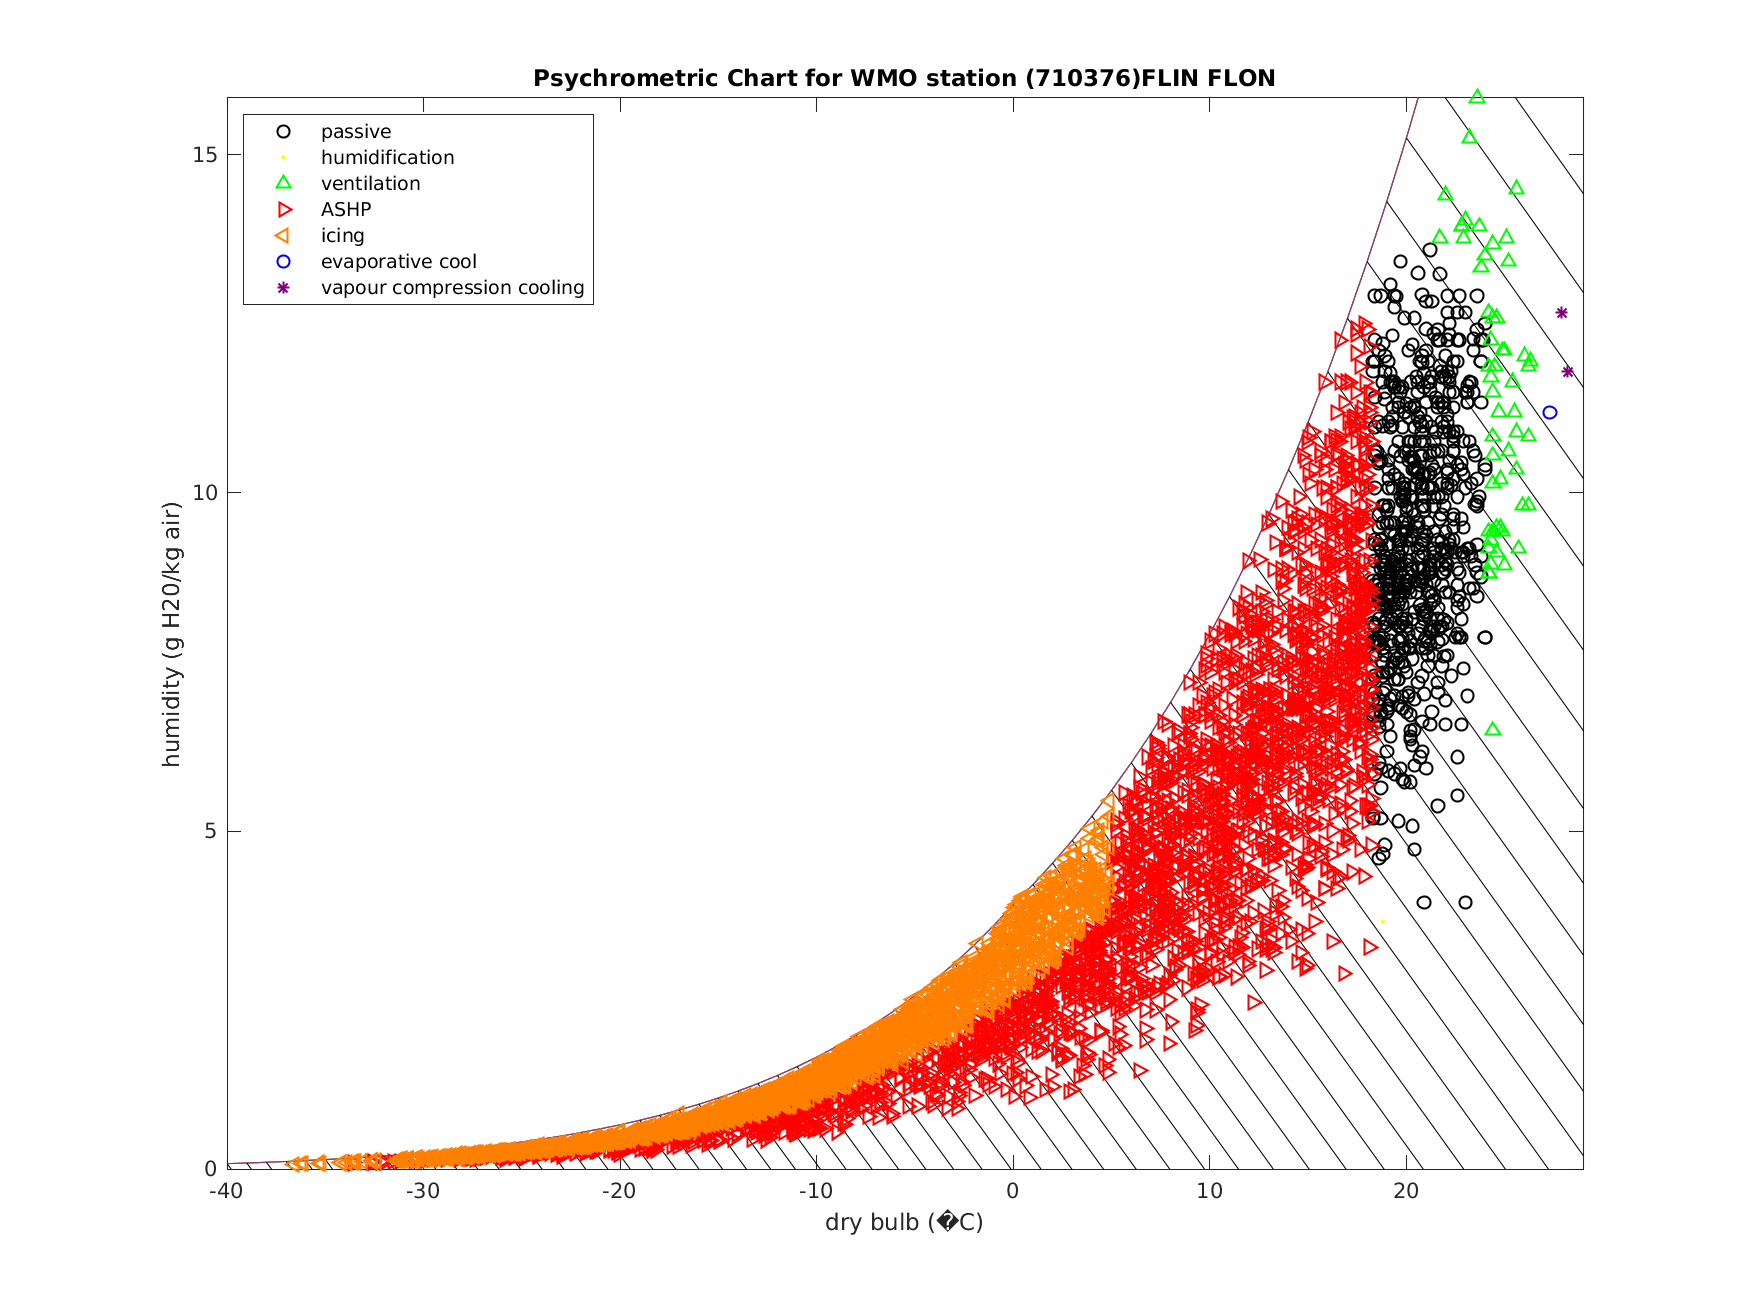 Psychrometric Chart for WMO station (710376)FLIN FLON
passive
humidification
ventilation
ASHP
icing
evaporative cool
vapour compression cooling
humidity (g H20/kg air)
15
10
5
0
-40 -30 -20 -10 0 10 20
dry bulb (�C)